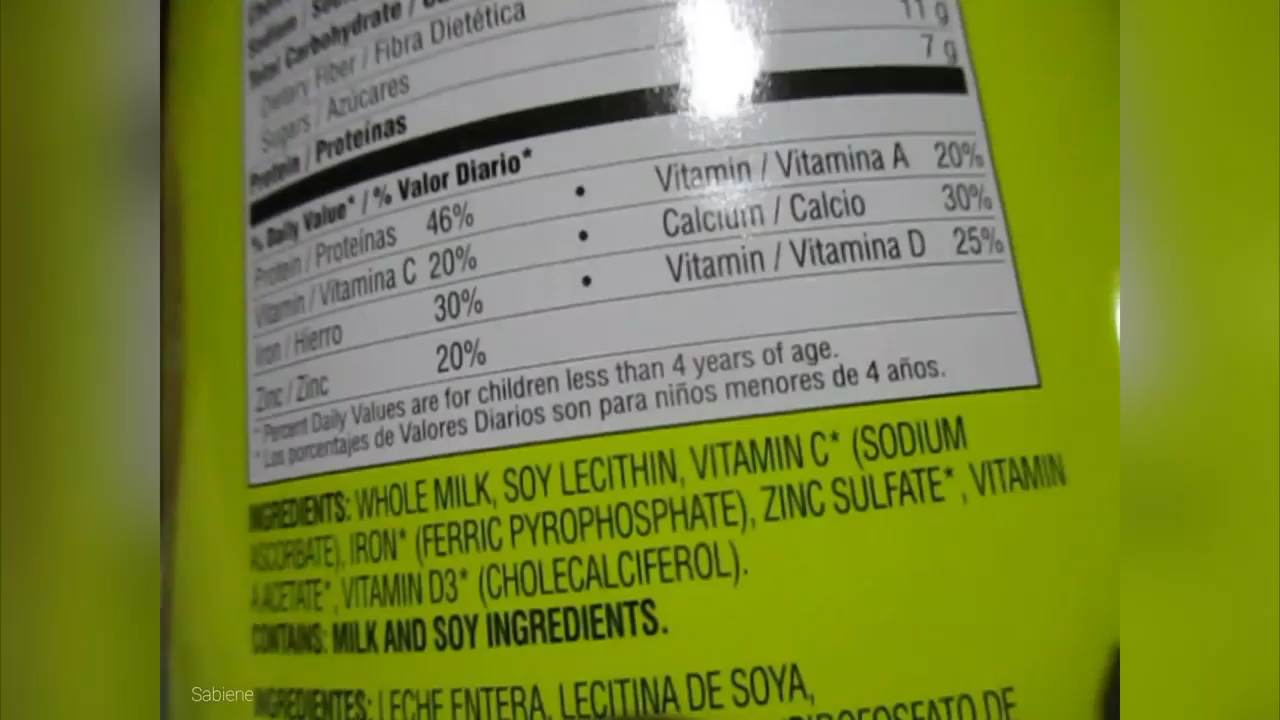 Total Carbohydrate /
Dietary Fiber / Fibra Dietética
11 g
Sugars / Azúcares
7 g
Protein / Proteínas
% Daily Value* / % Valor Diario*
Protein / Proteínas 46% • Vitamin / Vitamina A 20%
Vitamin / Vitamina C 20% • Calcium / Calcio 30%
Iron / Hierro 30% • Vitamin / Vitamina D 25%
Zinc / Zinc 20%
* Percent Daily Values are for children less than 4 years of age.
* Los porcentajes de Valores Diarios son para niños menores de 4 años.
INGREDIENTS: WHOLE MILK, SOY LECITHIN, VITAMIN C* (SODIUM
ASCORBATE), IRON* (FERRIC PYROPHOSPHATE), ZINC SULFATE*, VITAMIN
A ACETATE*, VITAMIN D3* (CHOLECALCIFEROL).
CONTAINS: MILK AND SOY INGREDIENTS.
INGREDIENTES: LECHE ENTERA, LECITINA DE SOYA,
Sabiene